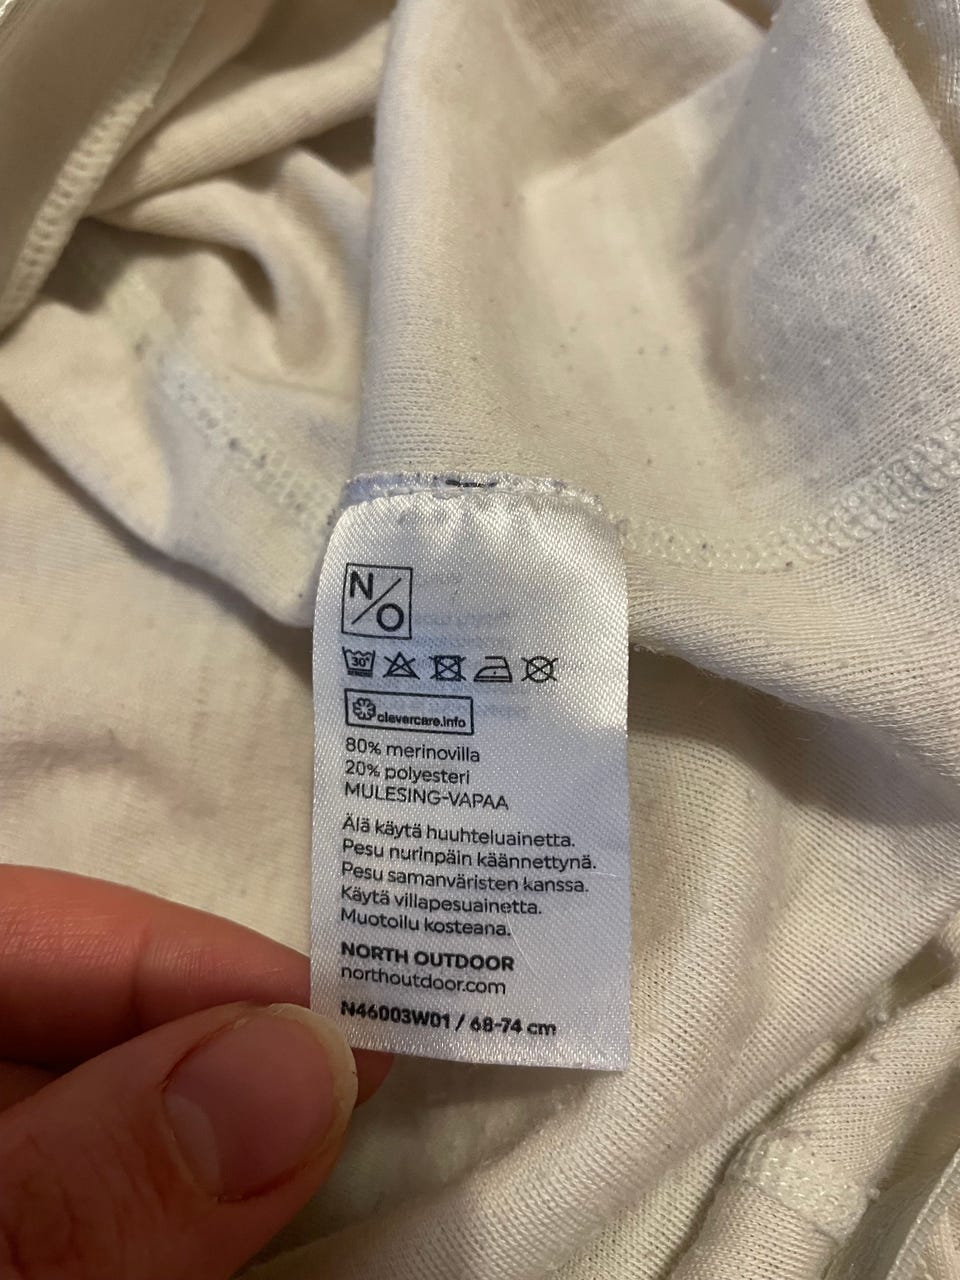 N/O
30°
clevercare.info
80% merinovilla
20% polyesteri
MULESING-VAPAA
Älä käytä huuhteluainetta.
Pesu nurinpäin käännettynä.
Pesu samanväristen kanssa.
Käytä villapesuainetta.
Muotoilu kosteana.
NORTH OUTDOOR
northoutdoor.com
N46003W01 / 68-74 cm